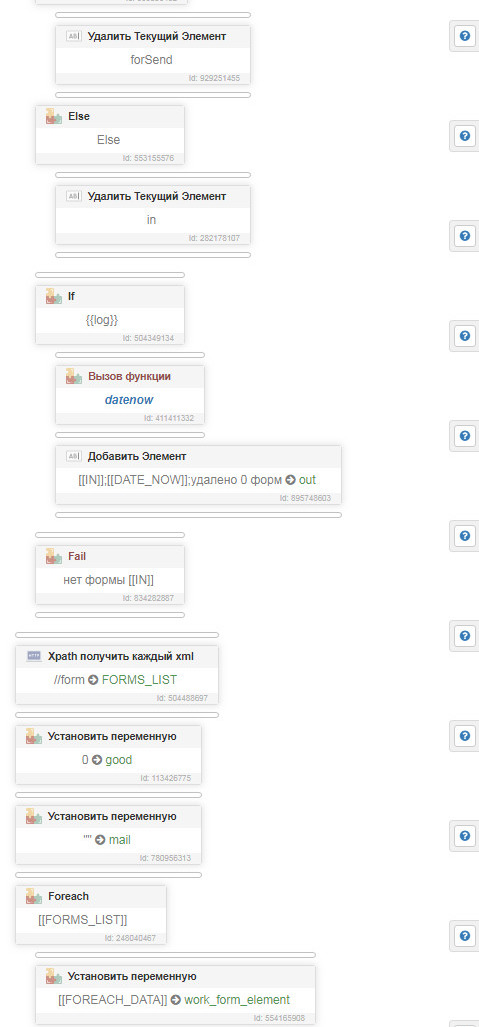 Удалить Текущий Элемент
forSend
Id: 929251455
Else
Else
Id: 553155576
Удалить Текущий Элемент
in
Id: 282178107
If
{{log}}
Id: 504349134
Вызов функции
datenow
Id: 411411332
Добавить Элемент
[[IN]];[[DATE_NOW]];удалено 0 форм out
Id: 895748603
Fail
нет формы [[IN]]
Id: 834282887
Xpath получить каждый xml
//form FORMS_LIST
Id: 504488697
Установить переменную
0 good
Id: 113426775
Установить переменную
"" mail
Id: 780956313
Foreach
[[FORMS_LIST]]
Id: 248040467
Установить переменную
[[FOREACH_DATA]] work_form_element
Id: 554165908